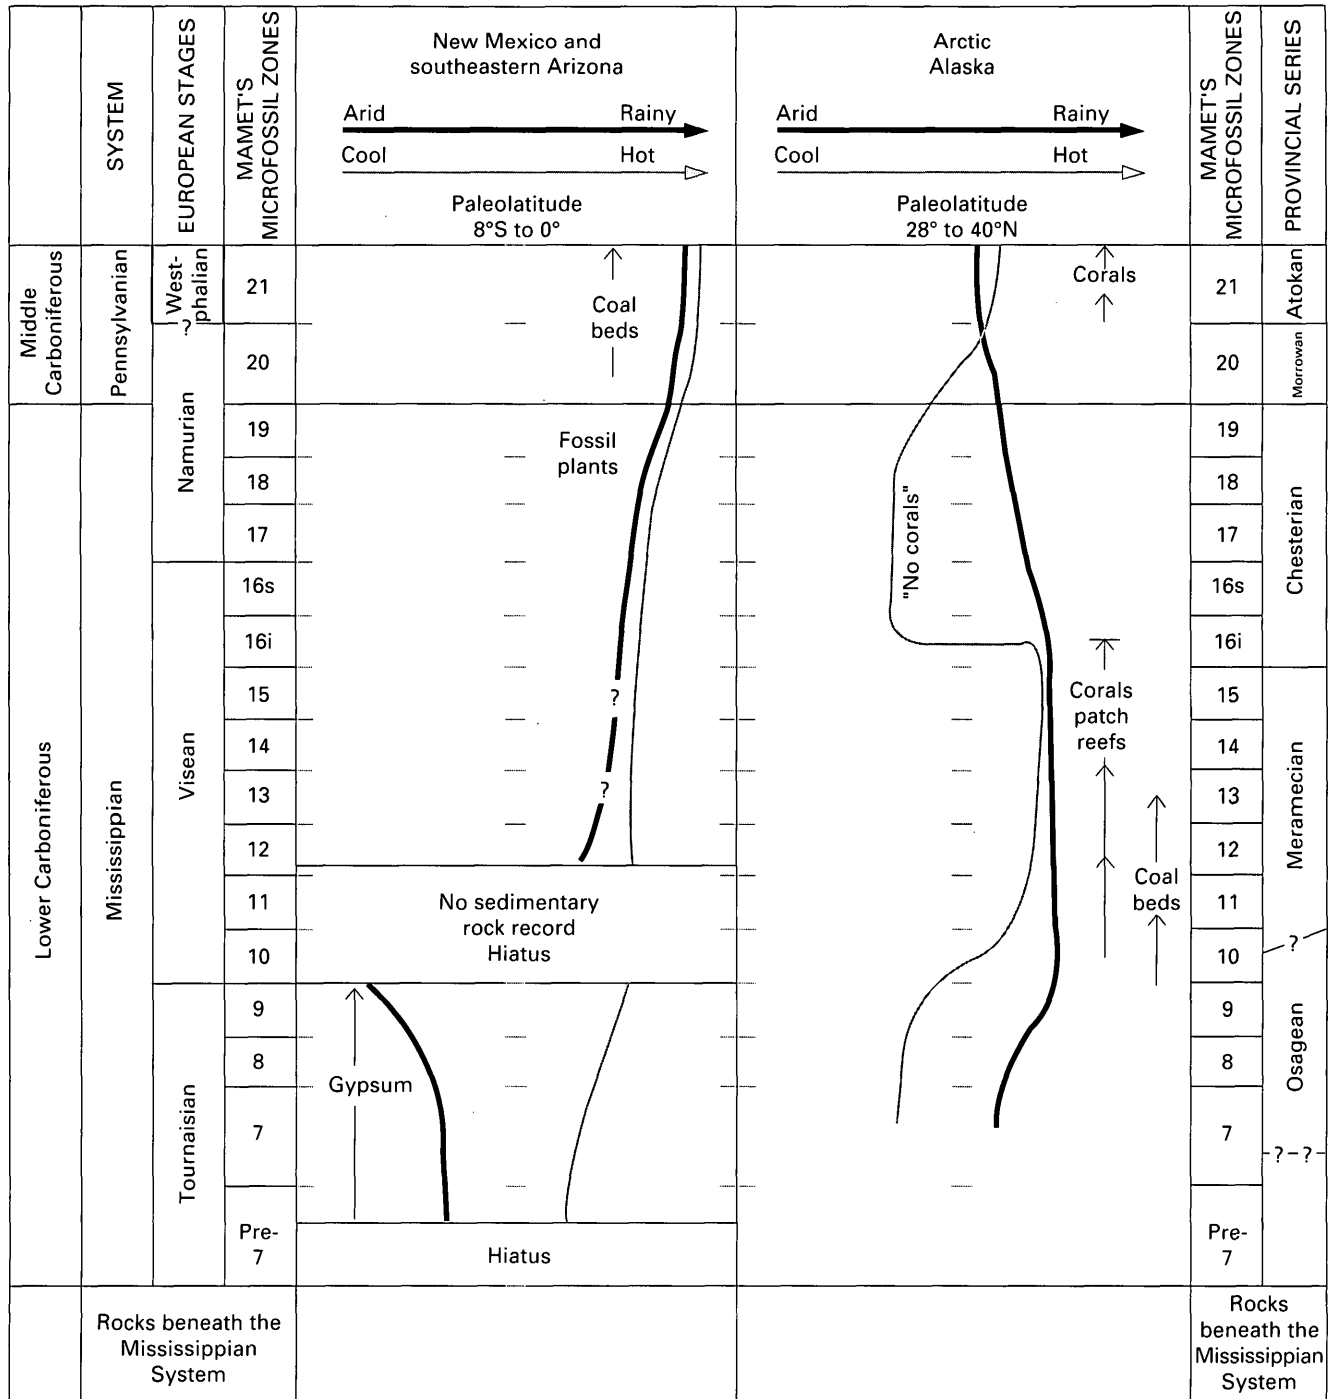 SYSTEM
EUROPEAN STAGES
MAMET'S
MICROFOSSIL ZONES
New Mexico and
southeastern Arizona
Arid Rainy
Cool Hot
Paleolatitude
8°S to 0°
Arctic
Alaska
Arid Rainy
Cool Hot
Paleolatitude
28° to 40°N
MAMET'S
MICROFOSSIL ZONES
PROVINCIAL SERIES
Middle
Carboniferous
Lower Carboniferous
Pennsylvanian
Mississippian
West-
phalian
?
Namurian
Visean
Tournaisian
21
20
19
18
17
16s
16i
15
14
13
12
11
10
9
8
7
Pre-
7
Coal
beds
Fossil
plants
?
?
No sedimentary
rock record
Hiatus
Gypsum
Hiatus
Corals
"No corals"
Corals
patch
reefs
Coal
beds
21
20
19
18
17
16s
16i
15
14
13
12
11
10
9
8
7
Pre-
7
Atokan
Morrowan
Chesterian
Meramecian
?
Osagean
-?-?-
Rocks beneath the
Mississippian
System
Rocks
beneath the
Mississippian
System